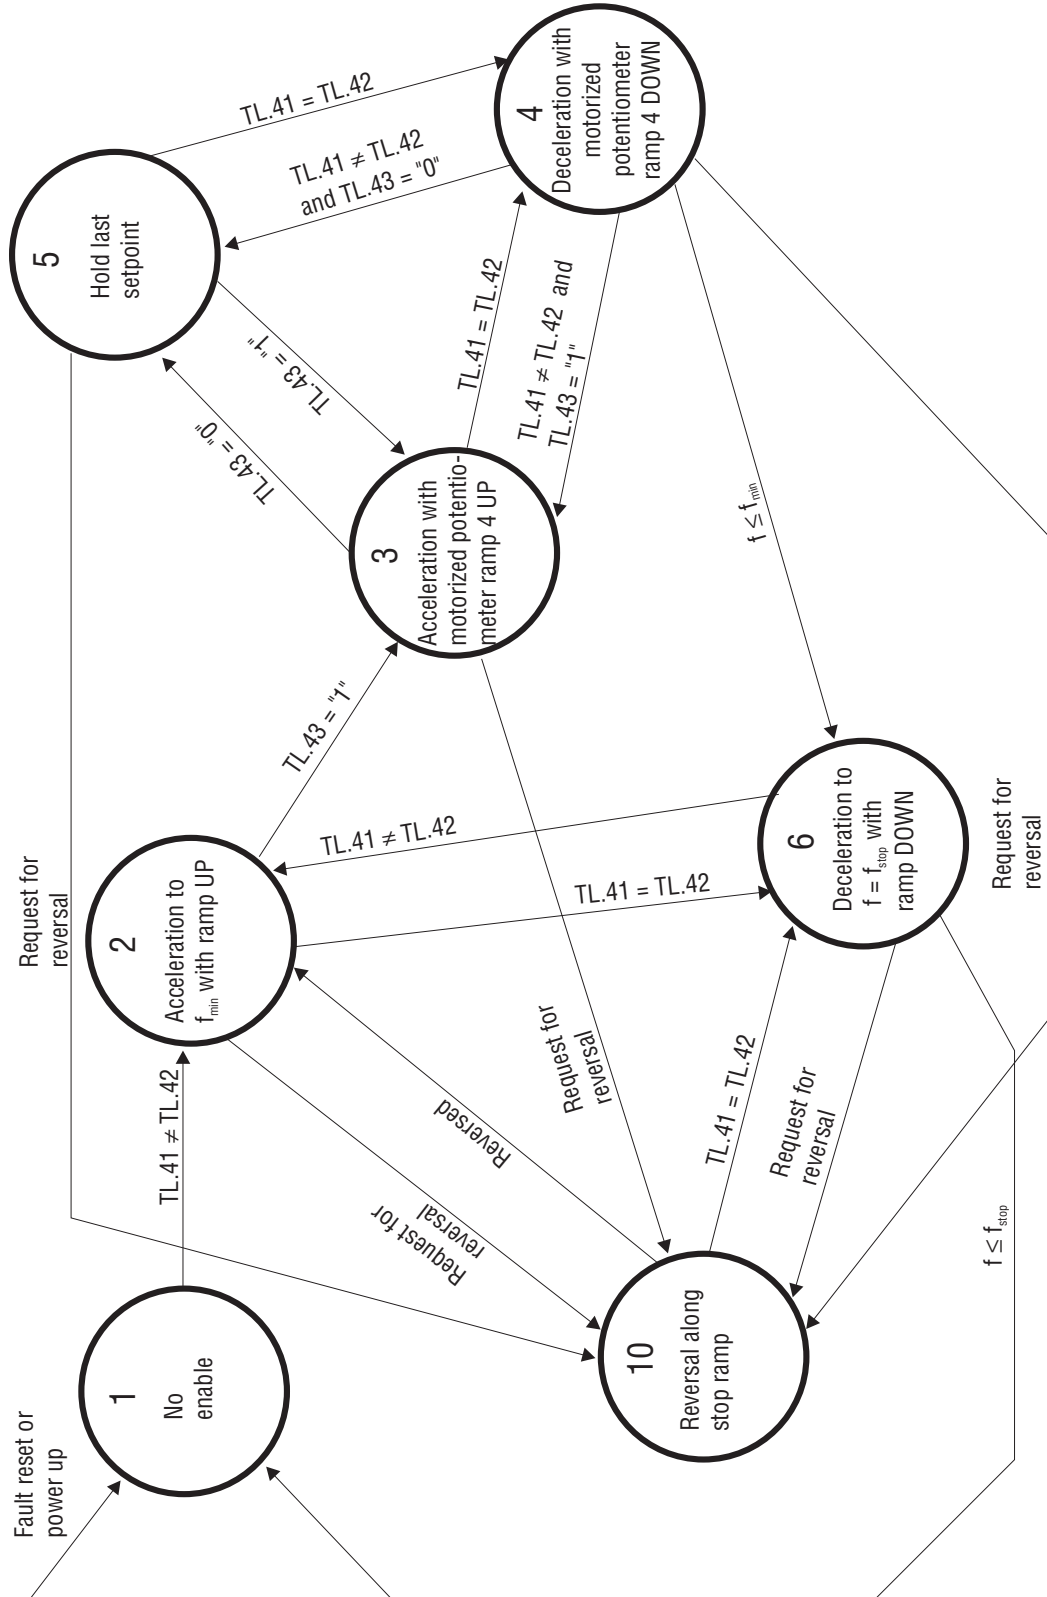 Fault reset or
power up
1
No
enable
TL.41 ≠ TL.42
Request for
reversal
2
Acceleration to
fmin with ramp UP
TL.43 = "1"
3
Acceleration with
motorized potentio-
meter ramp 4 UP
TL.43 = "0"
TL.43 = "1"
5
Hold last
setpoint
TL.41 = TL.42
TL.41 ≠ TL.42
and TL.43 = "0"
4
Deceleration with
motorized
potentiometer
ramp 4 DOWN
TL.41 = TL.42
TL.41 ≠ TL.42 and
TL.43 = "1"
f ≤ fmin
TL.41 ≠ TL.42
TL.41 = TL.42
6
Deceleration to
f = fstop with
ramp DOWN
Request for
reversal
Reversed
Request for
reversal
Request for
reversal
TL.41 = TL.42
Request for
reversal
10
Reversal along
stop ramp
f ≤ fstop